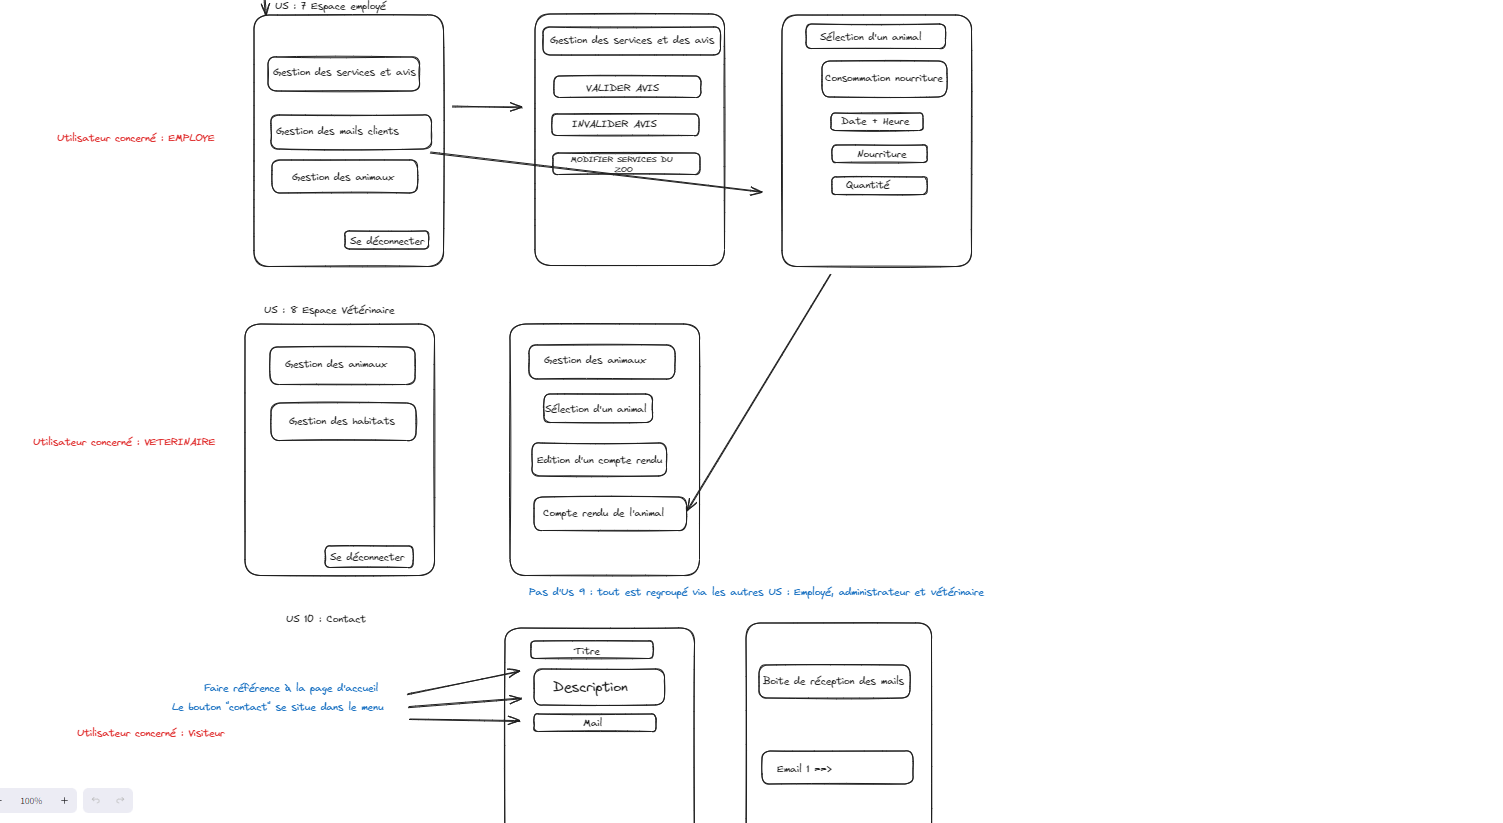 US : 7 Espace employé
Gestion des services et avis
Gestion des mails clients
Gestion des animaux
Se déconnecter
Utilisateur concerné : EMPLOYE
Gestion des services et des avis
VALIDER AVIS
INVALIDER AVIS
MODIFIER SERVICES DU
ZOO
Sélection d'un animal
Consommation nourriture
Date + Heure
Nourriture
Quantité
US : 8 Espace Vétérinaire
Gestion des animaux
Gestion des habitats
Se déconnecter
Utilisateur concerné : VETERINAIRE
Gestion des animaux
Sélection d'un animal
Edition d'un compte rendu
Compte rendu de l'animal
Pas d'Us 9 : tout est regroupé via les autres US : Employé, administrateur et vétérinaire
US 10 : Contact
Faire référence à la page d'accueil
Le bouton "contact" se situe dans le menu
Utilisateur concerné : Visiteur
Titre
Description
Mail
Boite de réception des mails
Email 1 ==>
100%